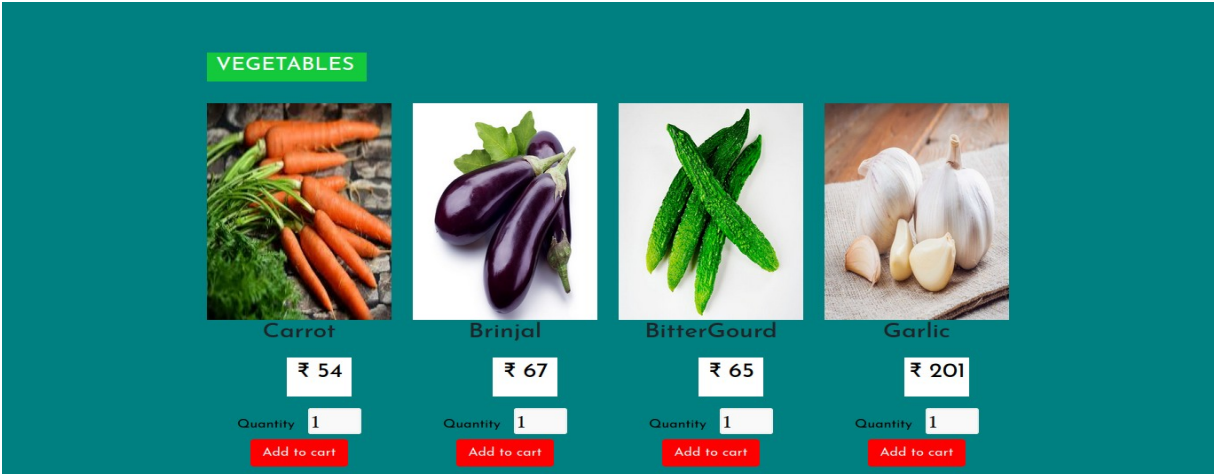 VEGETABLES
Carrot Brinjal BitterGourd Garlic
₹ 54 ₹ 67 ₹ 65 ₹ 201
Quantity 1 Quantity 1 Quantity 1 Quantity 1
Add to cart Add to cart Add to cart Add to cart